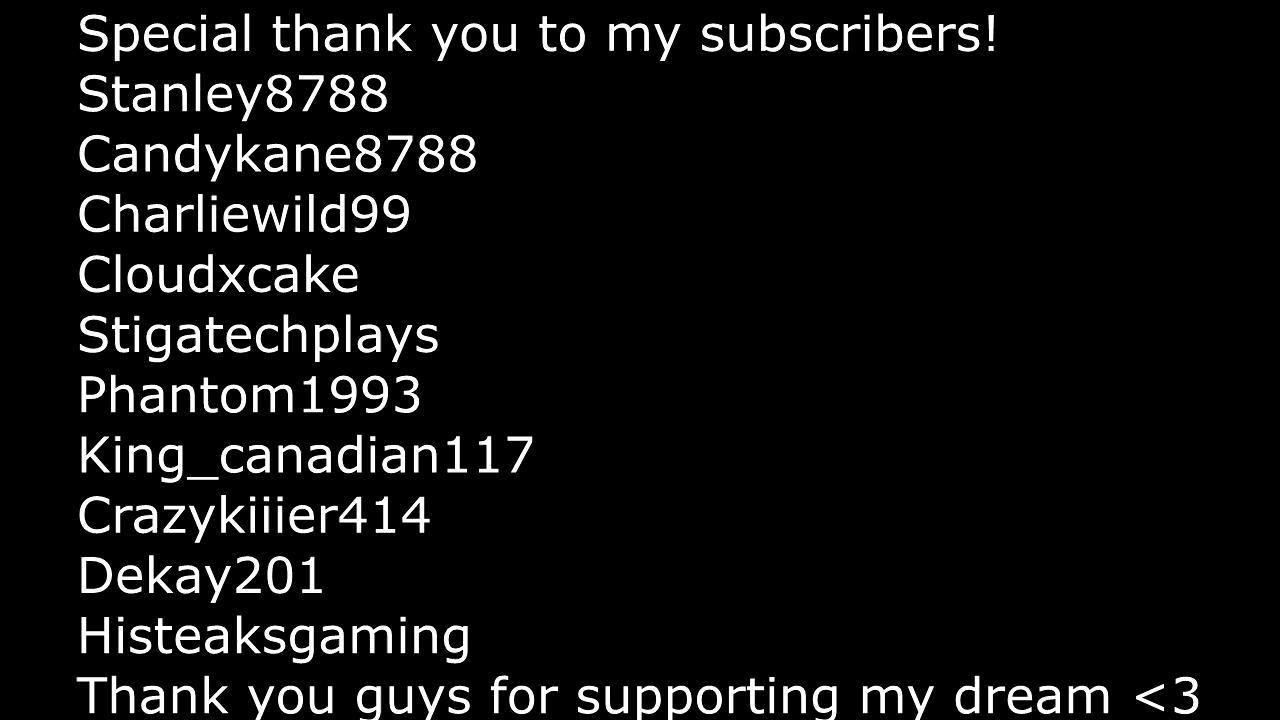 Special thank you to my subscribers!
Stanley8788
Candykane8788
Charliewild99
Cloudxcake
Stigatechplays
Phantom1993
King_canadian117
Crazykiiier414
Dekay201
Histeaksgaming
Thank you guys for supporting my dream <3